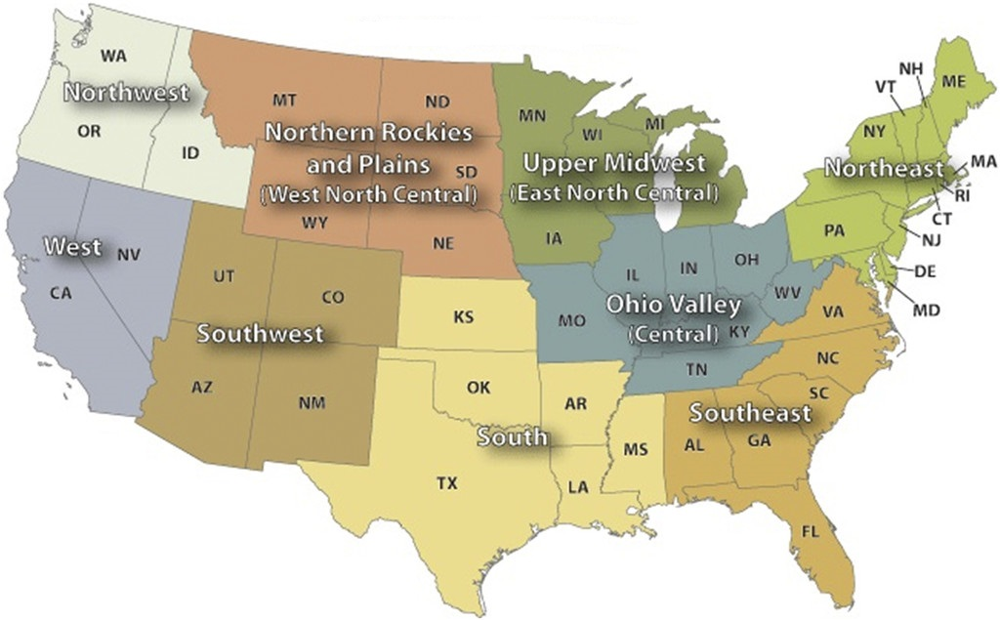 WA
Northwest
OR
ID
MT
ND
Northern Rockies
and Plains
(West North Central)
SD
WY
NE
MN
WI
MI
Upper Midwest
(East North Central)
IA
NH
VT
ME
NY
Northeast
MA
RI
CT
NJ
PA
DE
MD
West
NV
CA
UT
CO
Southwest
AZ
NM
KS
OK
AR
South
TX
LA
MS
IL
IN
OH
Ohio Valley
(Central)
WV
MO
KY
TN
VA
NC
SC
Southeast
AL
GA
FL